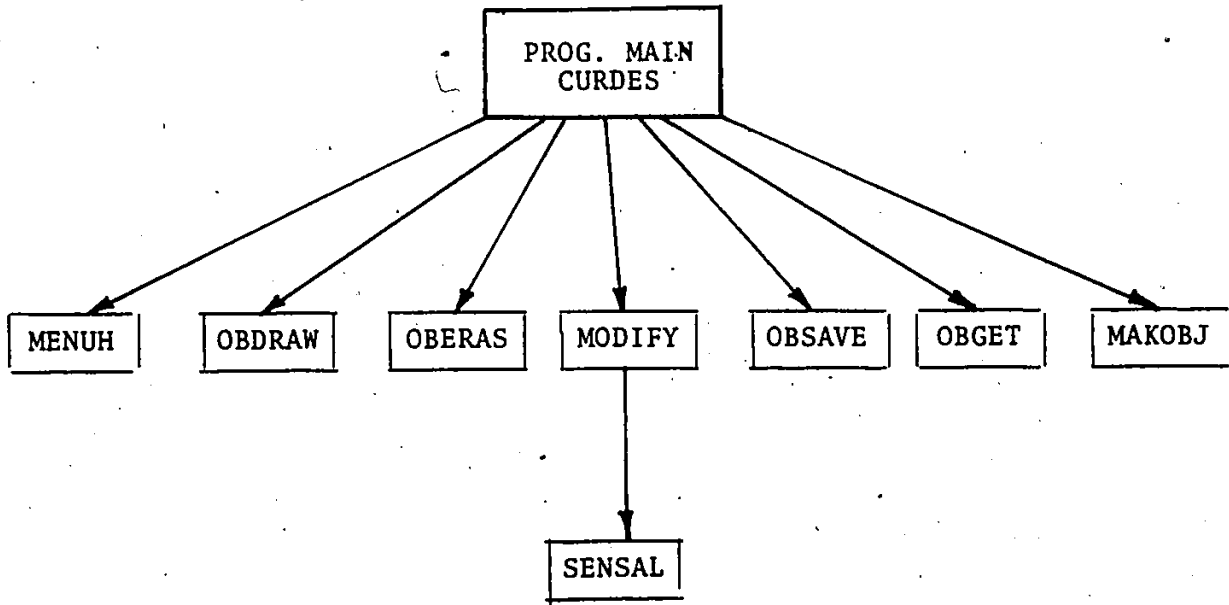 PROG. MAIN
CURDES
MENUH
OBDRAW
OBERAS
MODIFY
OBSAVE
OBGET
MAKOBJ
SENSAL